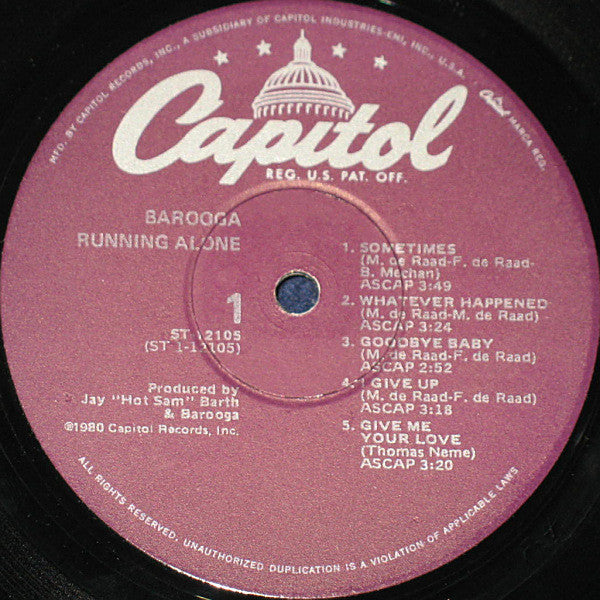 MFD. BY CAPITOL RECORDS, INC., A SUBSIDIARY OF CAPITOL INDUSTRIES-EMI, INC., U.S.A.
Capitol
MARCA REG.
Capitol
REG. U.S. PAT. OFF.
BAROOGA
RUNNING ALONE
1
ST 12105
(ST 1-12105)
Produced by
Jay "Hot Sam" Barth
& Barooga
℗1980 Capitol Records, Inc.
1. SOMETIMES
(M. de Raad-F. de Raad-
B. Mechan)
ASCAP 3:49
2. WHATEVER HAPPENED
(M. de Raad-M. de Raad)
ASCAP 3:24
3. GOODBYE BABY
(M. de Raad-F. de Raad)
ASCAP 2:52
4. I GIVE UP
(M. de Raad-F. de Raad)
ASCAP 3:18
5. GIVE ME
YOUR LOVE
(Thomas Neme)
ASCAP 3:20
ALL RIGHTS RESERVED. UNAUTHORIZED DUPLICATION IS A VIOLATION OF APPLICABLE LAWS